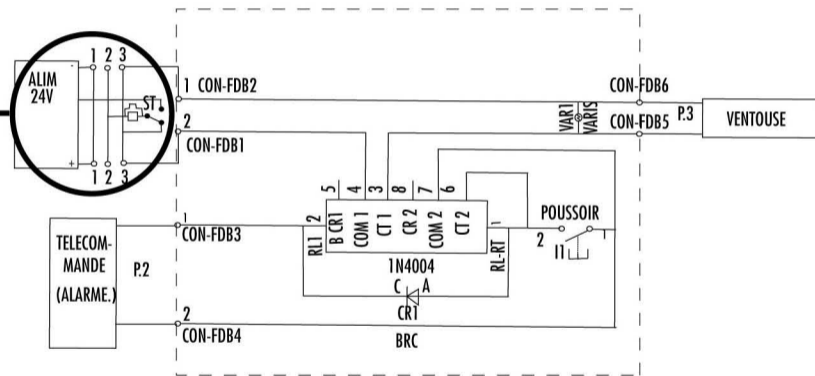 1 2 3
-
ALIM
24V
ST
+
1 2 3
1 CON-FDB2
2
CON-FDB1
CON-FDB6
VAR1
VARIS
CON-FDB5
P.3
VENTOUSE
5 4 3 8 7 6
1
CON-FDB3
TELECOM-
MANDE
(ALARME.)
P.2
RL1
2
B CR1
COM 1
CT 1
CR 2
COM 2
CT 2
1
RL-RT
POUSSOIR
2
I1
1
1N4004
C A
CR1
2
CON-FDB4
BRC